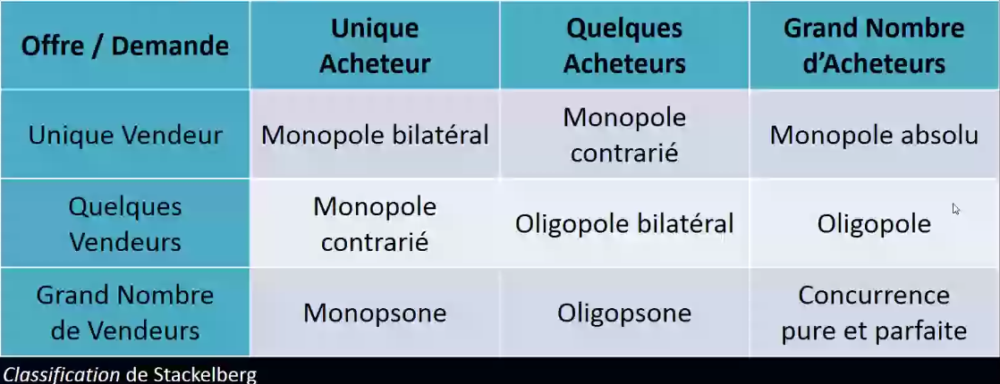 Offre / Demande
Unique
Acheteur
Quelques
Acheteurs
Grand Nombre
d'Acheteurs
Unique Vendeur
Monopole bilatéral
Monopole
contrarié
Monopole absolu
Quelques
Vendeurs
Monopole
contrarié
Oligopole bilatéral
Oligopole
Grand Nombre
de Vendeurs
Monopsone
Oligopsone
Concurrence
pure et parfaite
Classification de Stackelberg